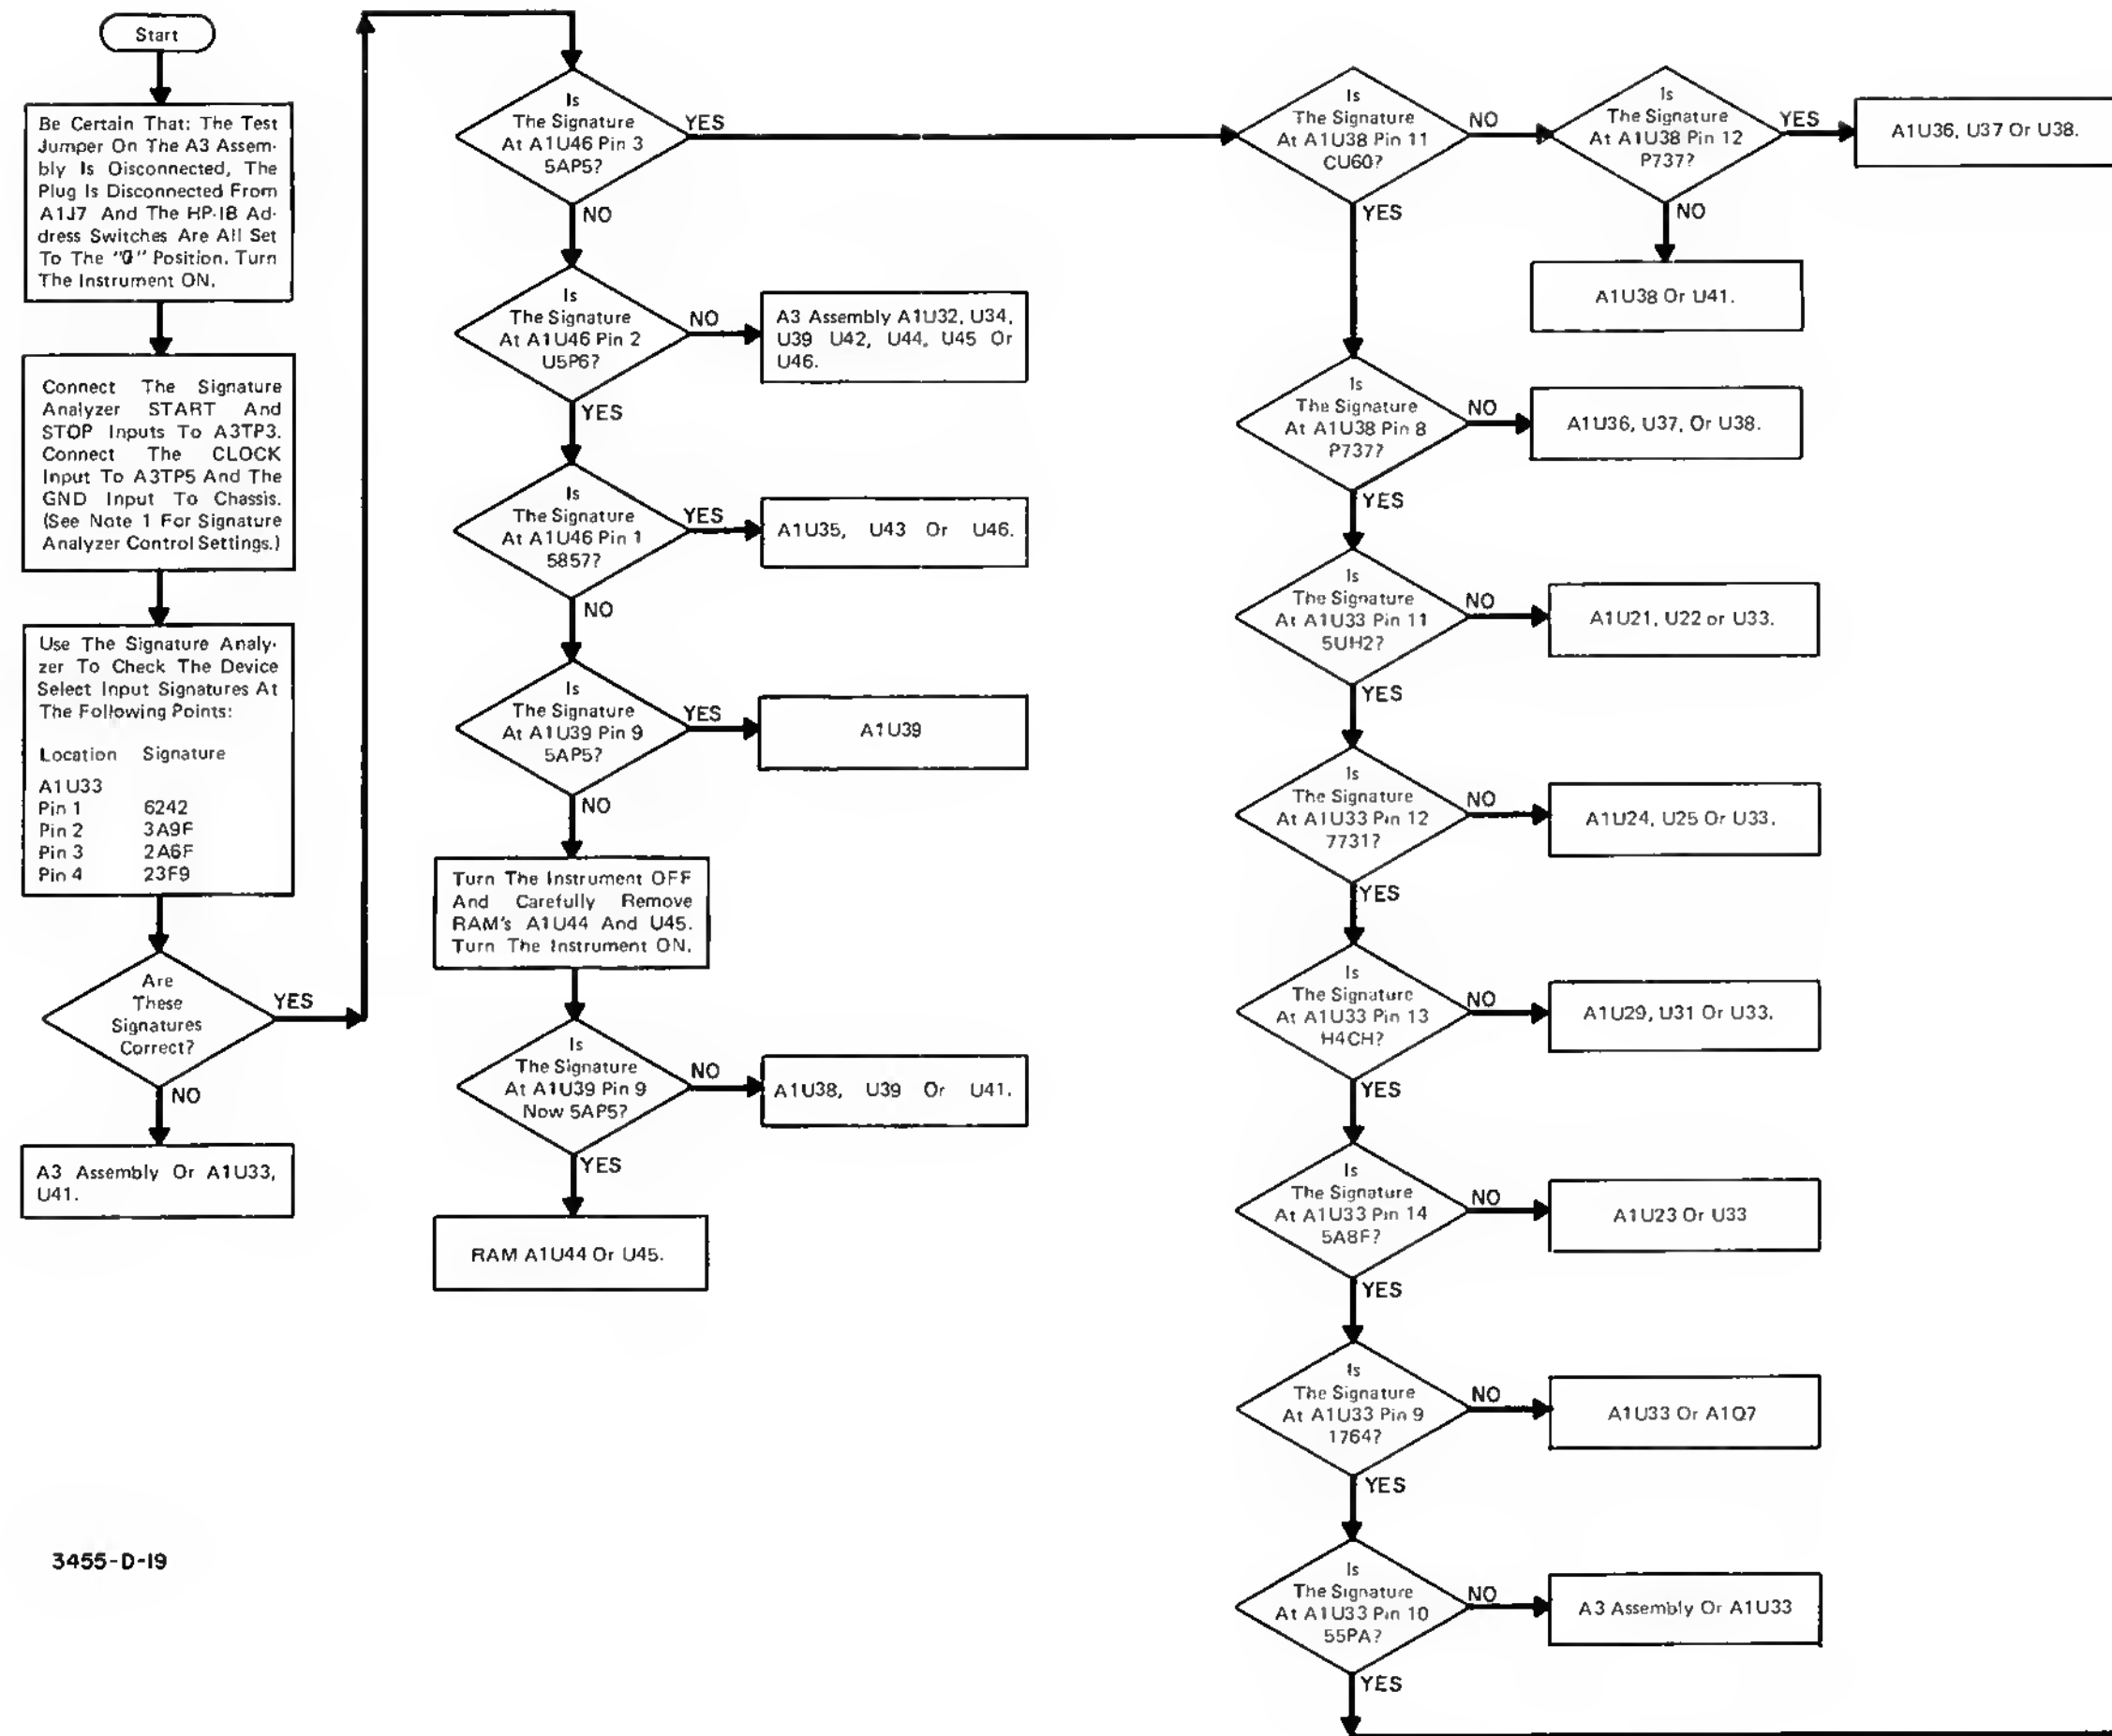 Start
Be Certain That: The Test
Jumper On The A3 Assem-
bly Is Disconnected, The
Plug Is Disconnected From
A1J7 And The HP-IB Ad-
dress Switches Are All Set
To The "0" Position. Turn
The Instrument ON.
Connect The Signature
Analyzer START And
STOP Inputs To A3TP3.
Connect The CLOCK
Input To A3TP5 And The
GND Input To Chassis.
(See Note 1 For Signature
Analyzer Control Settings.)
Use The Signature Analy-
zer To Check The Device
Select Input Signatures At
The Following Points:
Location Signature
A1U33
Pin 1 6242
Pin 2 3A9F
Pin 3 2A6F
Pin 4 23F9
Are
These
Signatures
Correct?
YES
NO
A3 Assembly Or A1U33,
U41.
Is
The Signature
At A1U46 Pin 3
5AP5?
YES
NO
Is
The Signature
At A1U46 Pin 2
U5P6?
NO
A3 Assembly A1U32, U34,
U39 U42, U44, U45 Or
U46.
YES
Is
The Signature
At A1U46 Pin 1
5857?
YES
A1U35, U43 Or U46.
NO
Is
The Signature
At A1U39 Pin 9
5AP5?
YES
A1U39
NO
Turn The Instrument OFF
And Carefully Remove
RAM's A1U44 And U45.
Turn The Instrument ON.
Is
The Signature
At A1U39 Pin 9
Now 5AP5?
NO
A1U38, U39 Or U41.
YES
RAM A1U44 Or U45.
Is
The Signature
At A1U38 Pin 11
CU60?
NO
Is
The Signature
At A1U38 Pin 12
P737?
YES
A1U36, U37 Or U38.
NO
A1U38 Or U41.
YES
Is
The Signature
At A1U38 Pin 8
P737?
NO
A1U36, U37, Or U38.
YES
Is
The Signature
At A1U33 Pin 11
5UH2?
NO
A1U21, U22 or U33.
YES
Is
The Signature
At A1U33 Pin 12
7731?
NO
A1U24, U25 Or U33.
YES
Is
The Signature
At A1U33 Pin 13
H4CH?
NO
A1U29, U31 Or U33.
YES
Is
The Signature
At A1U33 Pin 14
5A8F?
NO
A1U23 Or U33
YES
Is
The Signature
At A1U33 Pin 9
1764?
NO
A1U33 Or A1Q7
YES
Is
The Signature
At A1U33 Pin 10
55PA?
NO
A3 Assembly Or A1U33
YES
3455-D-19